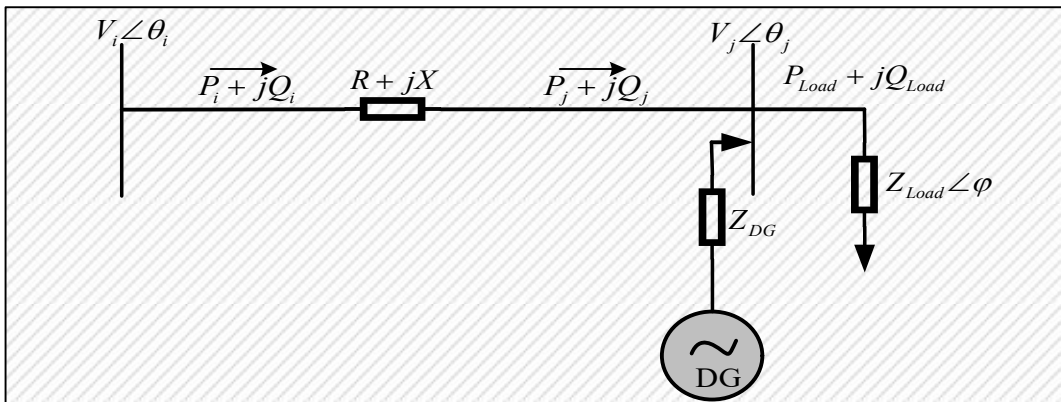 V_i∠θ_i
V_j∠θ_j
P_i + jQ_i
R + jX
P_j + jQ_j
P_Load + jQ_Load
Z_Load∠φ
Z_DG
DG